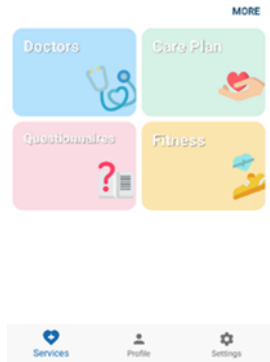 MORE
Doctors
Care Plan
Questionnaires
Fitness
Services
Profile
Settings